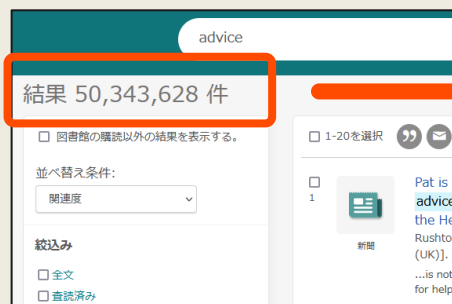 advice
結果 50,343,628 件
図書館の購読以外の結果を表示する。
並べ替え条件:
関連度
絞込み
全文
査読済み
1-20を選択
1
新聞
Pat is
advice
the He
Rushto
(UK)].
...is not
for help